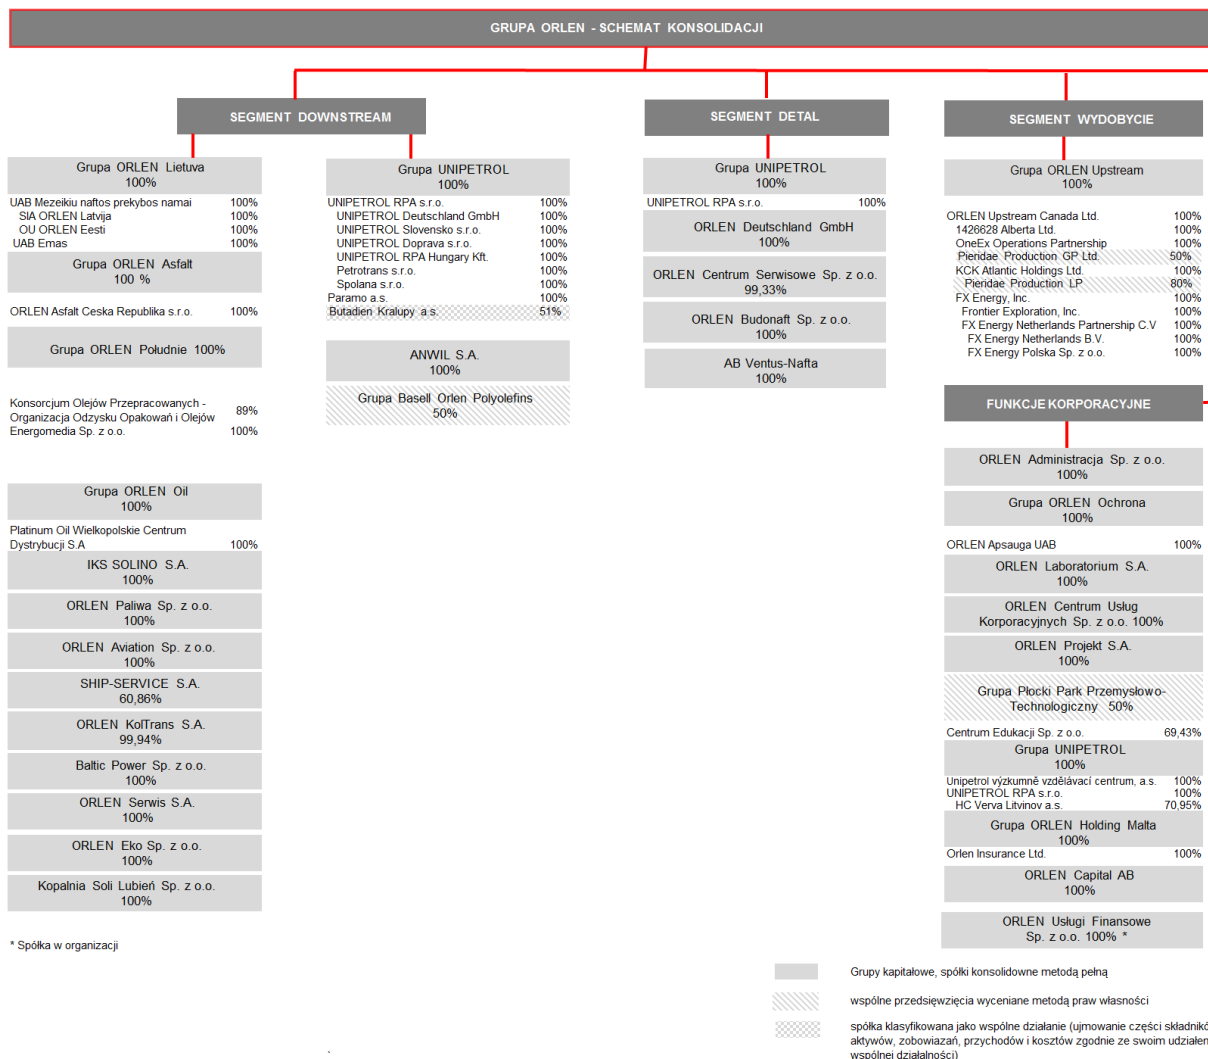 GRUPA ORLEN - SCHEMAT KONSOLIDACJI
SEGMENT DOWNSTREAM
Grupa ORLEN Lietuva
100%
UAB Mezeikiu naftos prekybos namai 100%
SIA ORLEN Latvija 100%
OU ORLEN Eesti 100%
UAB Emas 100%
Grupa ORLEN Asfalt
100 %
ORLEN Asfalt Ceska Republika s.r.o. 100%
Grupa ORLEN Południe 100%
Konsorcjum Olejów Przepracowanych -
Organizacja Odzysku Opakowań i Olejów 89%
Energomedia Sp. z o.o. 100%
Grupa ORLEN Oil
100%
Platinum Oil Wielkopolskie Centrum
Dystrybucji S.A 100%
IKS SOLINO S.A.
100%
ORLEN Paliwa Sp. z o.o.
100%
ORLEN Aviation Sp. z o.o.
100%
SHIP-SERVICE S.A.
60,86%
ORLEN KolTrans S.A.
99,94%
Baltic Power Sp. z o.o.
100%
ORLEN Serwis S.A.
100%
ORLEN Eko Sp. z o.o.
100%
Kopalnia Soli Lubień Sp. z o.o.
100%
* Spółka w organizacji
Grupa UNIPETROL
100%
UNIPETROL RPA s.r.o. 100%
UNIPETROL Deutschland GmbH 100%
UNIPETROL Slovensko s.r.o. 100%
UNIPETROL Doprava s.r.o. 100%
UNIPETROL RPA Hungary Kft. 100%
Petrotrans s.r.o. 100%
Spolana s.r.o. 100%
Paramo a.s. 100%
Butadien Kralupy a.s. 51%
ANWIL S.A.
100%
Grupa Basell Orlen Polyolefins
50%
SEGMENT DETAL
Grupa UNIPETROL
100%
UNIPETROL RPA s.r.o. 100%
ORLEN Deutschland GmbH
100%
ORLEN Centrum Serwisowe Sp. z o.o.
99,33%
ORLEN Budonaft Sp. z o.o.
100%
AB Ventus-Nafta
100%
SEGMENT WYDOBYCIE
Grupa ORLEN Upstream
100%
ORLEN Upstream Canada Ltd. 100%
1426628 Alberta Ltd. 100%
OneEx Operations Partnership 100%
Pieridae Production GP Ltd. 50%
KCK Atlantic Holdings Ltd. 100%
Pieridae Production LP 80%
FX Energy, Inc. 100%
Frontier Exploration, Inc. 100%
FX Energy Netherlands Partnership C.V 100%
FX Energy Netherlands B.V. 100%
FX Energy Polska Sp. z o.o. 100%
FUNKCJE KORPORACYJNE
ORLEN Administracja Sp. z o.o.
100%
Grupa ORLEN Ochrona
100%
ORLEN Apsauga UAB 100%
ORLEN Laboratorium S.A.
100%
ORLEN Centrum Usług
Korporacyjnych Sp. z o.o. 100%
ORLEN Projekt S.A.
100%
Grupa Płocki Park Przemysłowo-
Technologiczny 50%
Centrum Edukacji Sp. z o.o. 69,43%
Grupa UNIPETROL
100%
Unipetrol výzkumně vzdělávací centrum, a.s. 100%
UNIPETROL RPA s.r.o. 100%
HC Verva Litvinov a.s. 70,95%
Grupa ORLEN Holding Malta
100%
Orlen Insurance Ltd. 100%
ORLEN Capital AB
100%
ORLEN Usługi Finansowe
Sp. z o.o. 100% *
Grupy kapitałowe, spółki konsolidowne metodą pełną
wspólne przedsięwzięcia wyceniane metodą praw własności
spółka klasyfikowana jako wspólne działanie (ujmowanie części składnikó
aktywów, zobowiazań, przychodów i kosztów zgodnie ze swoim udziałen
wspólnej działalności)